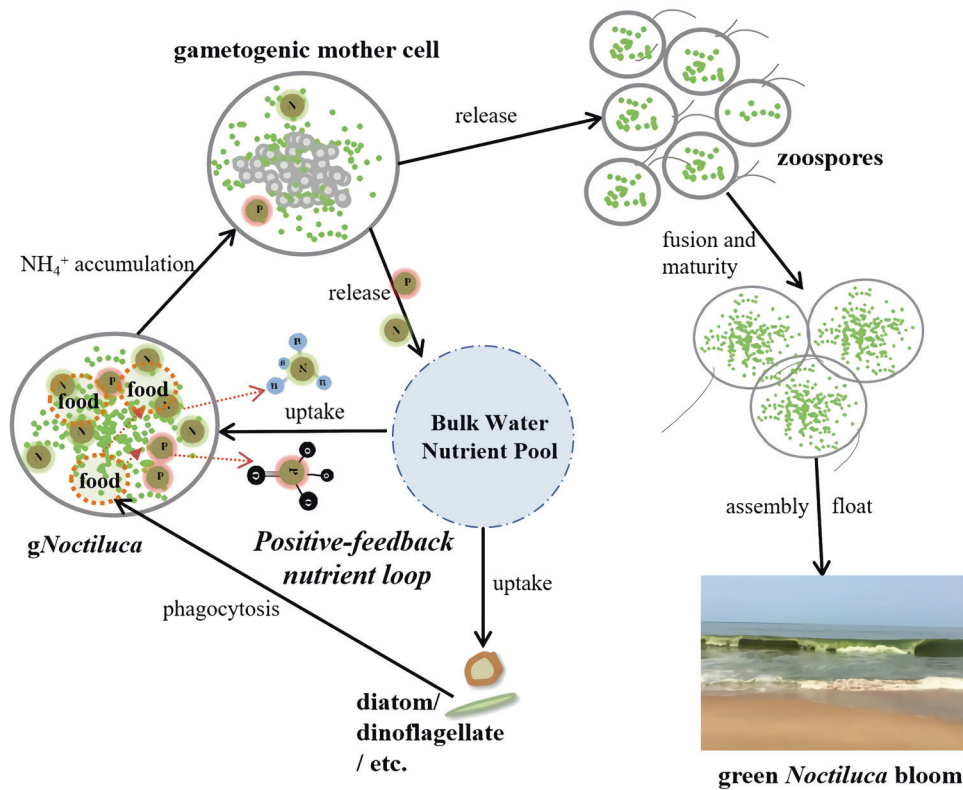 gametogenic mother cell
N
P
release
zoospores
fusion and
maturity
NH₄⁺ accumulation
release
P
N
N
N
P
food
food
N
N
N
N
P
P
food
N
H
H
H
uptake
P
O
O
O
O
Bulk Water
Nutrient Pool
gNoctiluca
Positive-feedback
nutrient loop
phagocytosis
uptake
assembly
float
diatom/
dinoflagellate
/ etc.
green Noctiluca bloom